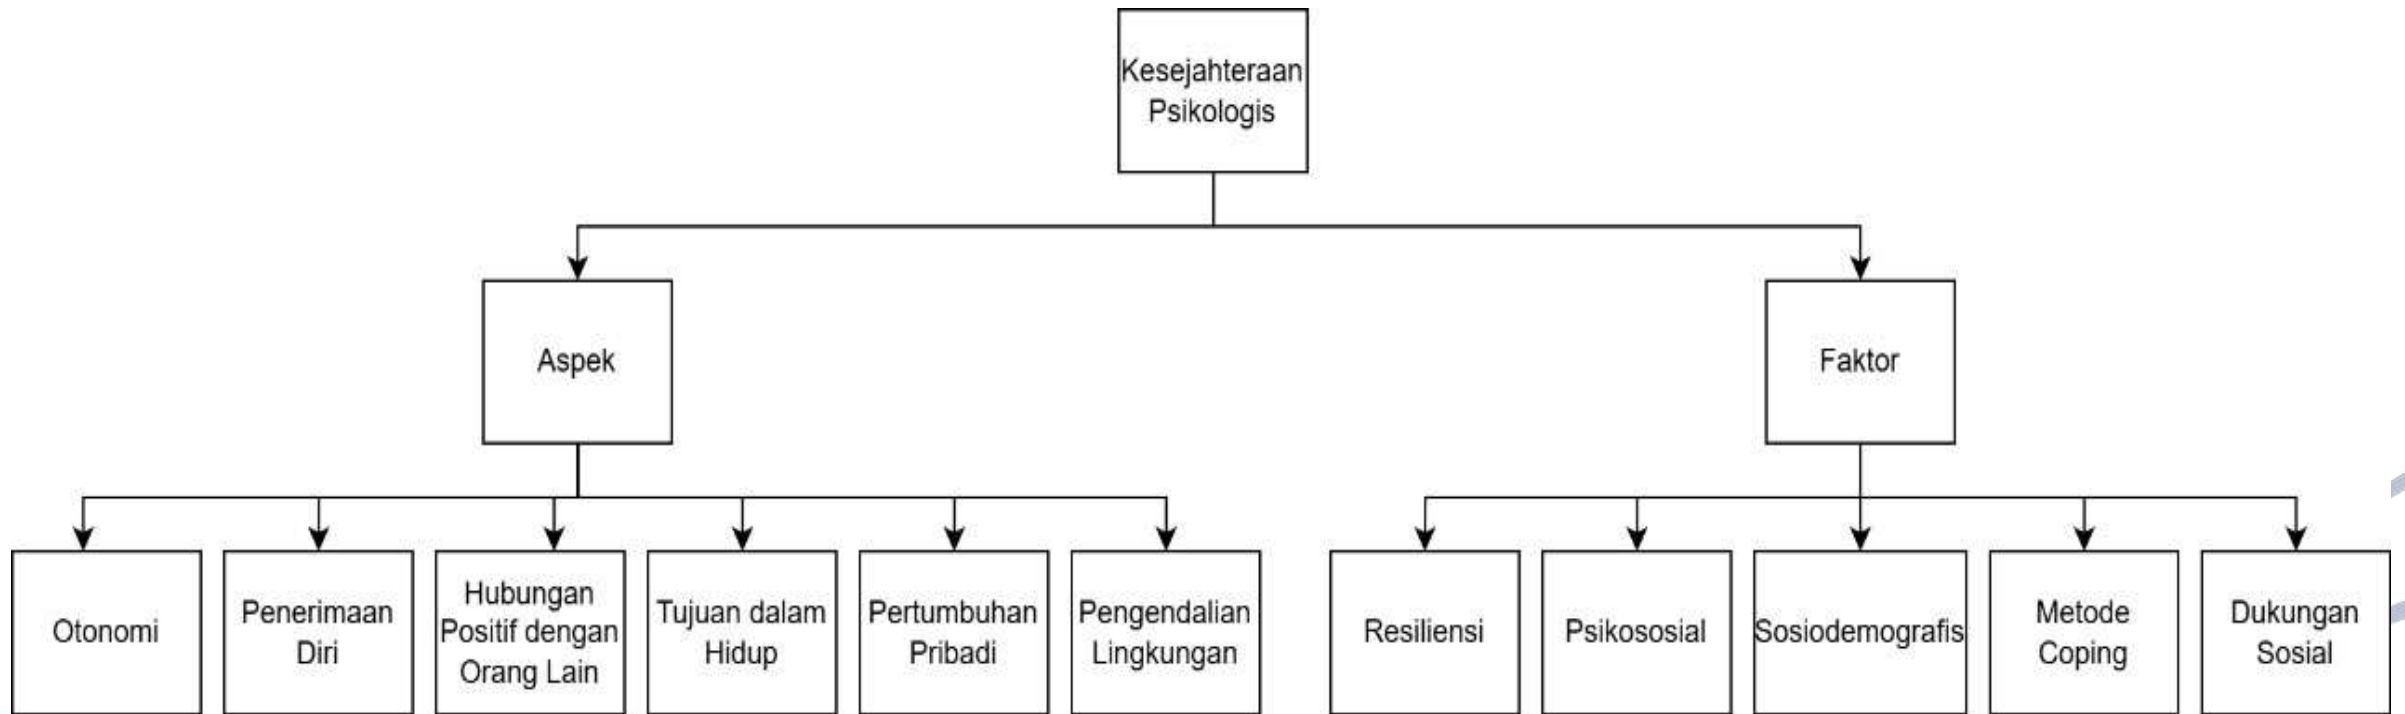 Kesejahteraan
Psikologis
Aspek
Faktor
Otonomi
Penerimaan
Diri
Hubungan
Positif dengan
Orang Lain
Tujuan dalam
Hidup
Pertumbuhan
Pribadi
Pengendalian
Lingkungan
Resiliensi
Psikososial
Sosiodemografis
Metode
Coping
Dukungan
Sosial